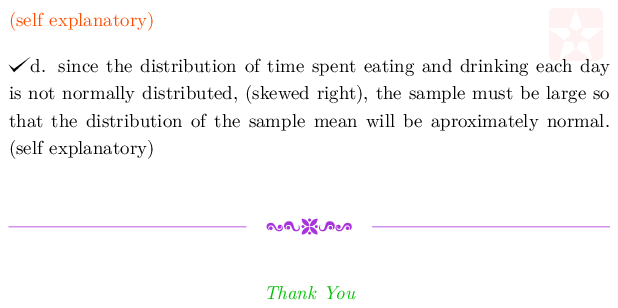 (self explanatory)
✓d. since the distribution of time spent eating and drinking each day
is not normally distributed, (skewed right), the sample must be large so
that the distribution of the sample mean will be aproximately normal.
(self explanatory)
Thank You